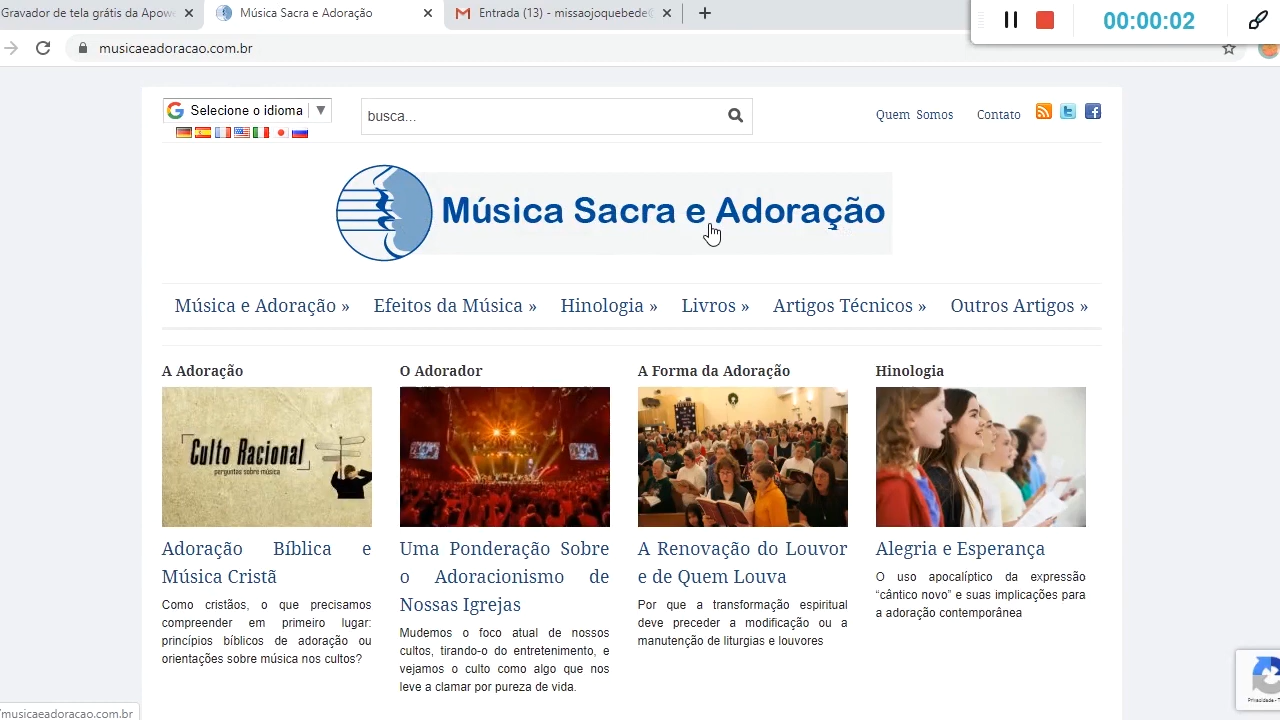 Gravador de tela grátis da Apowe
Música Sacra e Adoração
Entrada (13) - missaojoquebede
00:00:02
musicaeadoracao.com.br
Selecione o idioma
busca...
Quem Somos
Contato
Música Sacra e Adoração
Música e Adoração »
Efeitos da Música »
Hinologia »
Livros »
Artigos Técnicos »
Outros Artigos »
A Adoração
Culto Racional
perguntas sobre música
Adoração Bíblica e
Música Cristã
Como cristãos, o que precisamos
compreender em primeiro lugar:
princípios bíblicos de adoração ou
orientações sobre música nos cultos?
O Adorador
Uma Ponderação Sobre
o Adoracionismo de
Nossas Igrejas
Mudemos o foco atual de nossos
cultos, tirando-o do entretenimento, e
vejamos o culto como algo que nos
leve a clamar por pureza de vida.
A Forma da Adoração
A Renovação do Louvor
e de Quem Louva
Por que a transformação espiritual
deve preceder a modificação ou a
manutenção de liturgias e louvores
Hinologia
Alegria e Esperança
O uso apocalíptico da expressão
“cântico novo” e suas implicações para
a adoração contemporânea
Privacidade - T
/musicaeadoracao.com.br